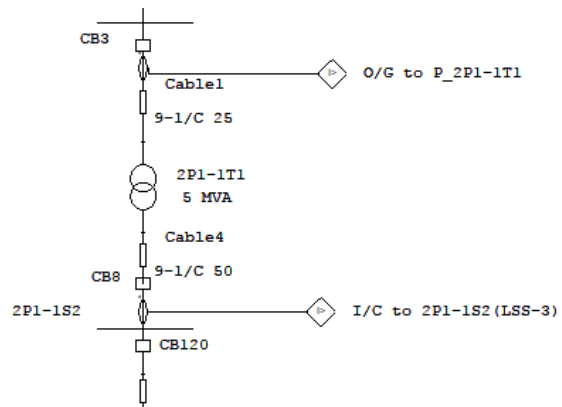 CB3
O/G to P_2P1-1T1
Cable1
9-1/C 25
2P1-1T1
5 MVA
Cable4
CB8
9-1/C 50
2P1-1S2
I/C to 2P1-1S2(LSS-3)
CB120